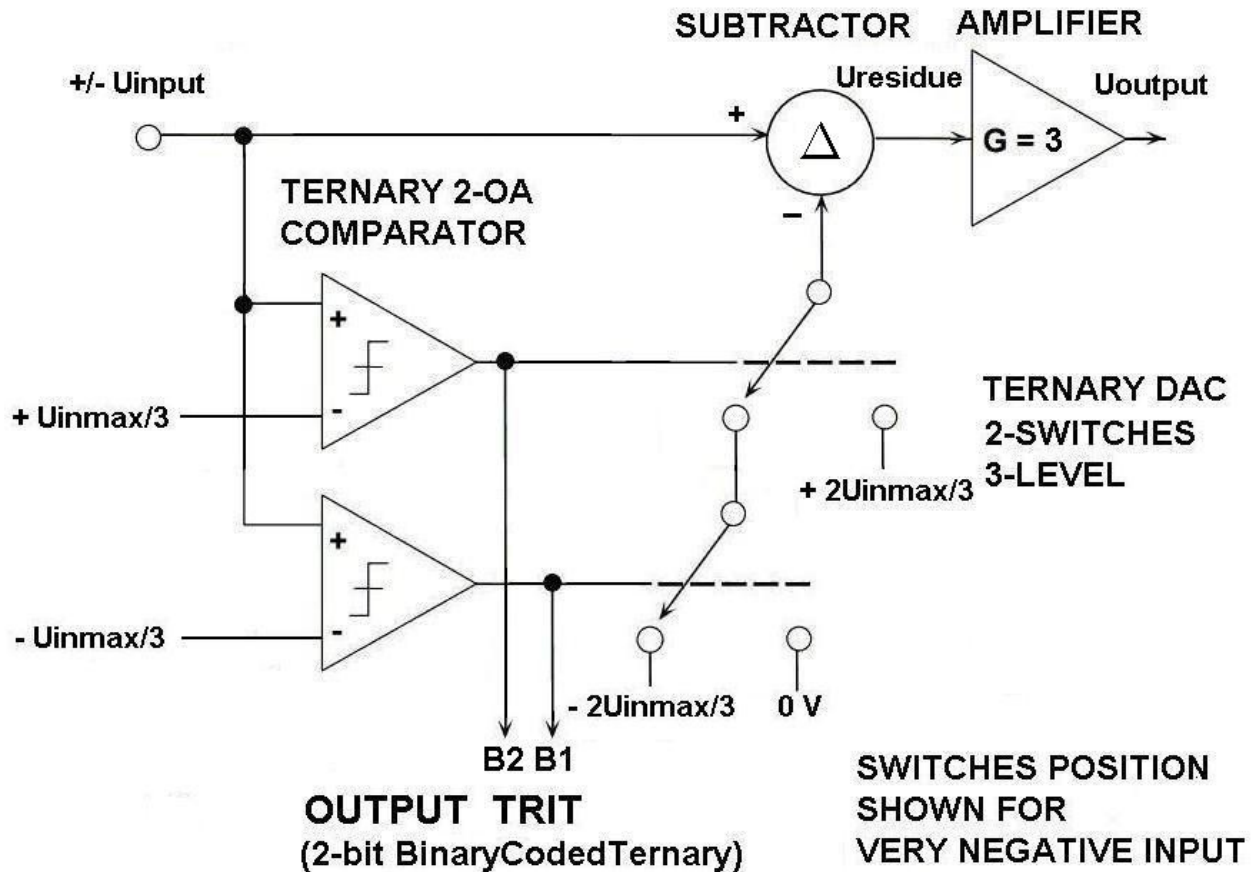 SUBTRACTOR AMPLIFIER
+/- Uinput
Uresidue
Uoutput
+
Δ
G = 3
−
TERNARY 2-OA
COMPARATOR
+
-
+ Uinmax/3
TERNARY DAC
2-SWITCHES
3-LEVEL
+ 2Uinmax/3
+
-
- Uinmax/3
- 2Uinmax/3
0 V
B2 B1
OUTPUT TRIT
(2-bit BinaryCodedTernary)
SWITCHES POSITION
SHOWN FOR
VERY NEGATIVE INPUT